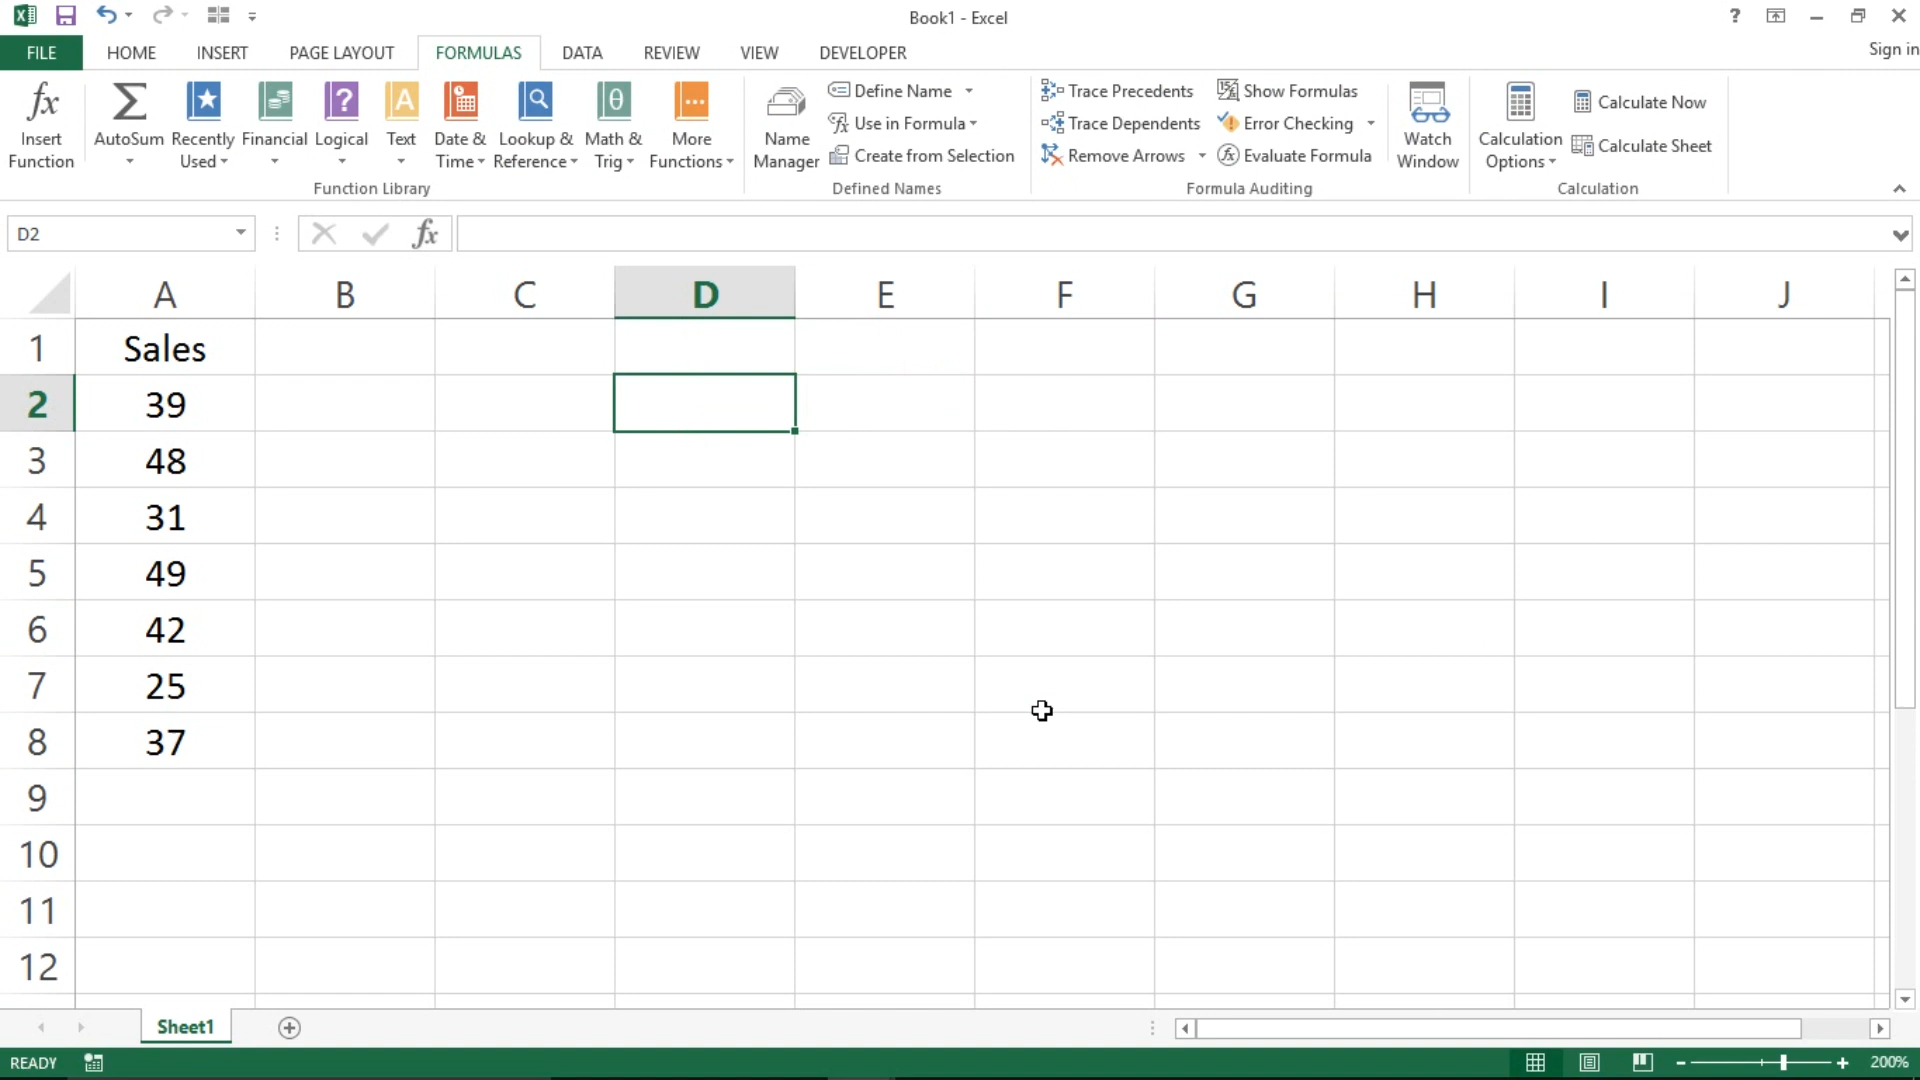 Book1 - Excel
?
Sign in
FILE HOME INSERT PAGE LAYOUT FORMULAS DATA REVIEW VIEW DEVELOPER
fx Σ ? A θ
Insert Function
AutoSum
Recently Used
Financial
Logical
Text
Date & Time
Lookup & Reference
Math & Trig
More Functions
Function Library
Name Manager
Define Name
Use in Formula
Create from Selection
Defined Names
Trace Precedents
Trace Dependents
Remove Arrows
Show Formulas
Error Checking
Evaluate Formula
Formula Auditing
Watch Window
Calculation Options
Calculate Now
Calculate Sheet
Calculation
D2 fx
A B C D E F G H I J
1 Sales
2 39
3 48
4 31
5 49
6 42
7 25
8 37
9
10
11
12
Sheet1
READY 200%